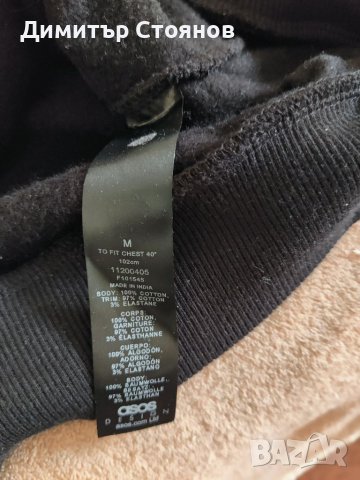 Димитър Стоянов
M
TO FIT CHEST 40"
102cm
11200405
F101545
MADE IN INDIA
BODY: 100% COTTON,
TRIM: 97% COTTON
3% ELASTANE
CORPS:
100% COTON,
GARNITURE:
97% COTON
3% ÉLASTHANNE
CUERPO:
100% ALGODÓN,
ADORNO:
97% ALGODÓN
3% ELASTANO
BODY:
100% BAUMWOLLE,
BESATZ:
97% BAUMWOLLE
3% ELASTHAN
asos
DESIGN
asos.com Ltd
BAZAR